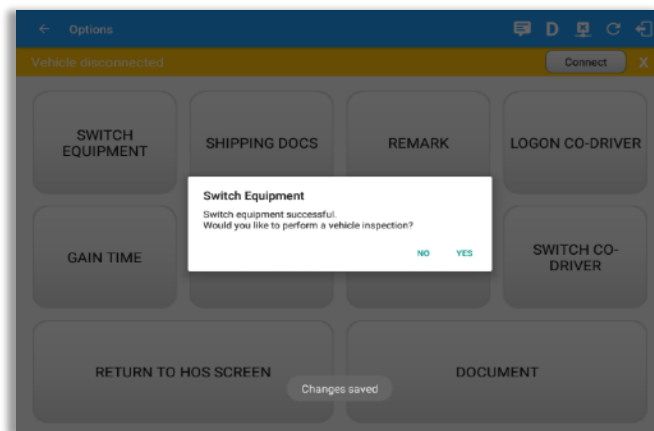 Options
D
Vehicle disconnected
Connect
X
SWITCH
EQUIPMENT
SHIPPING DOCS
REMARK
LOGON CO-DRIVER
Switch Equipment
Switch equipment successful.
Would you like to perform a vehicle inspection?
NO
YES
GAIN TIME
SWITCH CO-
DRIVER
RETURN TO HOS SCREEN
DOCUMENT
Changes saved